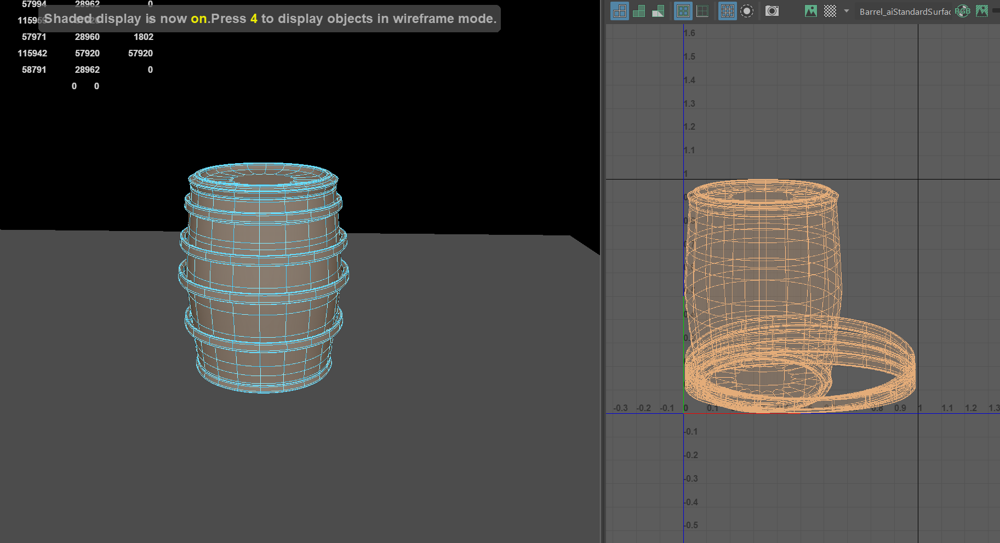 57994 28962 0
Shaded display is now on.Press 4 to display objects in wireframe mode.
57971 28960 1802
115942 57920 57920
58791 28962 0
0 0
Barrel_aiStandardSurfac
RGB
1.6
1.5
1.4
1.3
1.2
1.1
1
-0.3 -0.2 -0.1 0 0.1 0.8 0.9 1 1.1 1.2 1.3
-0.1
-0.2
-0.3
-0.4
-0.5